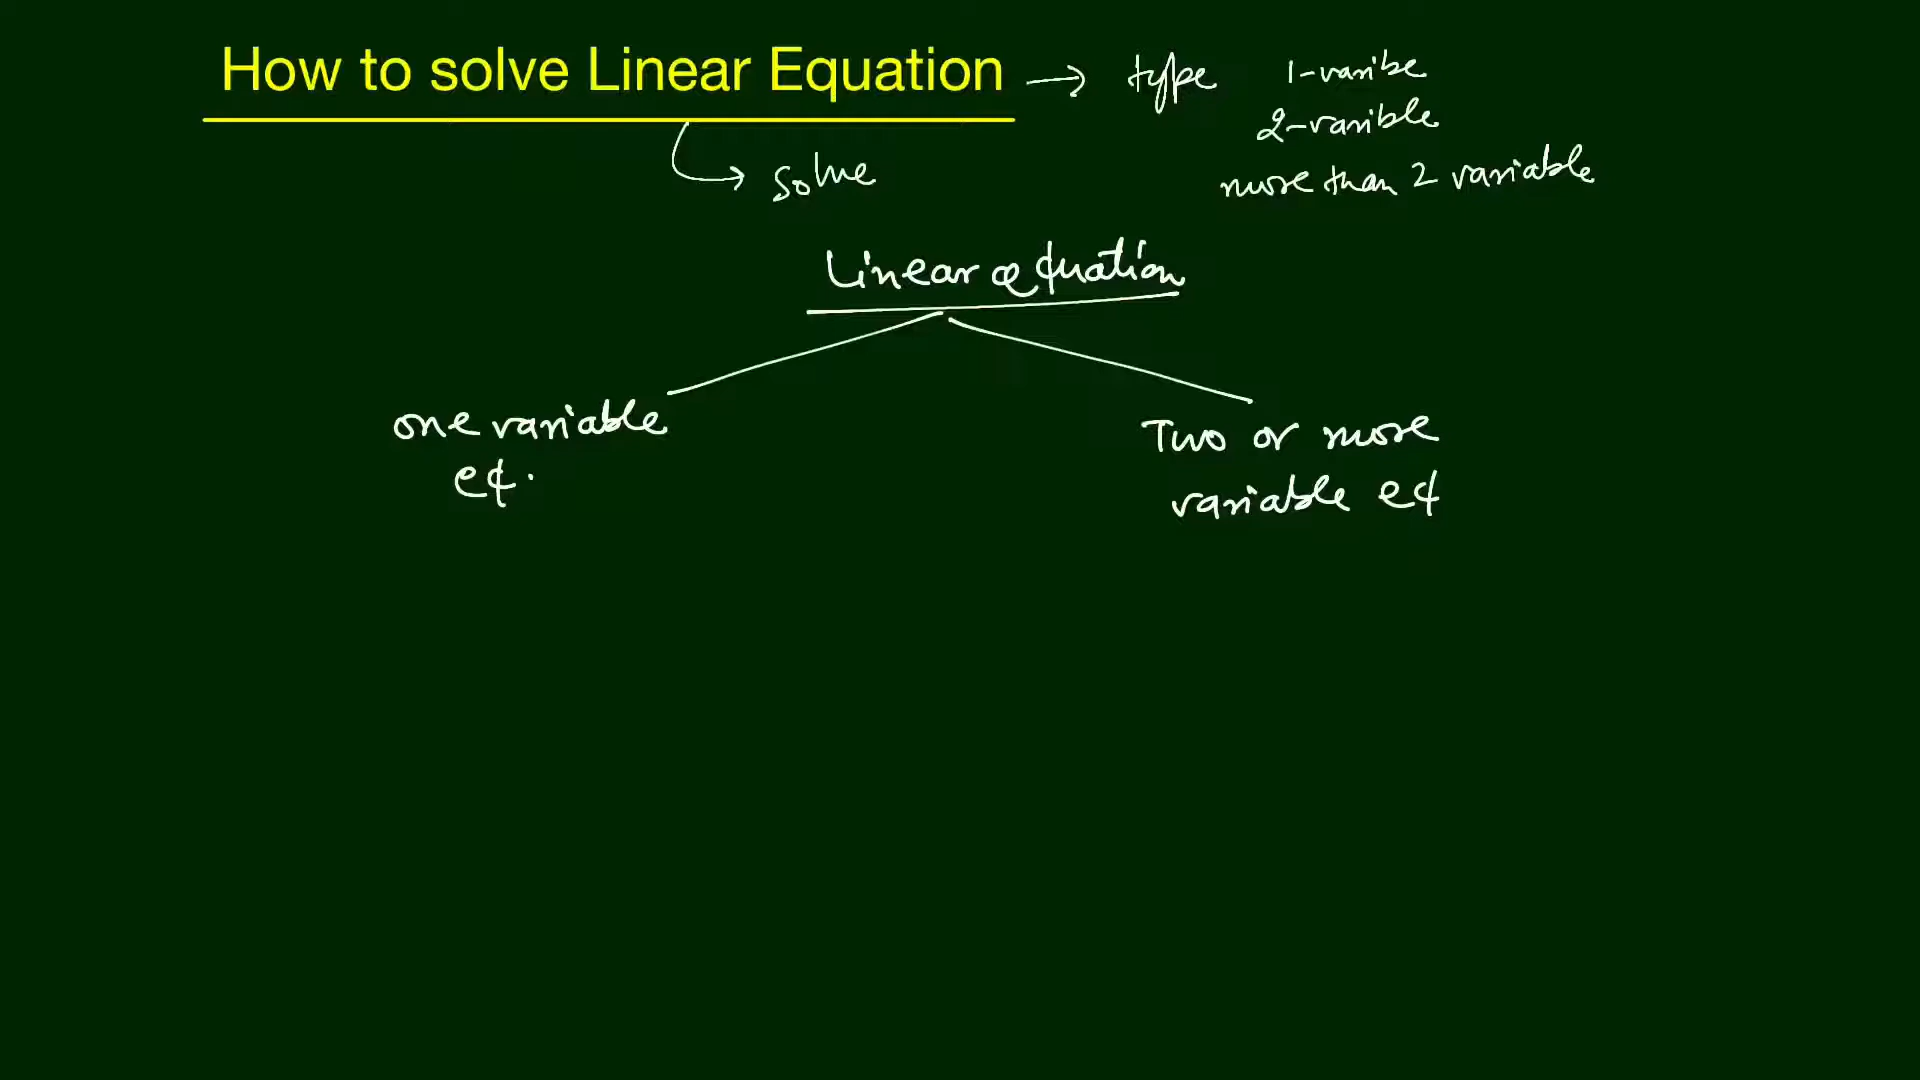 How to solve Linear Equation → type 1-varibe
2-varible
solve more than 2 variable
Linear equation
one variable
eq.
Two or more
variable eq